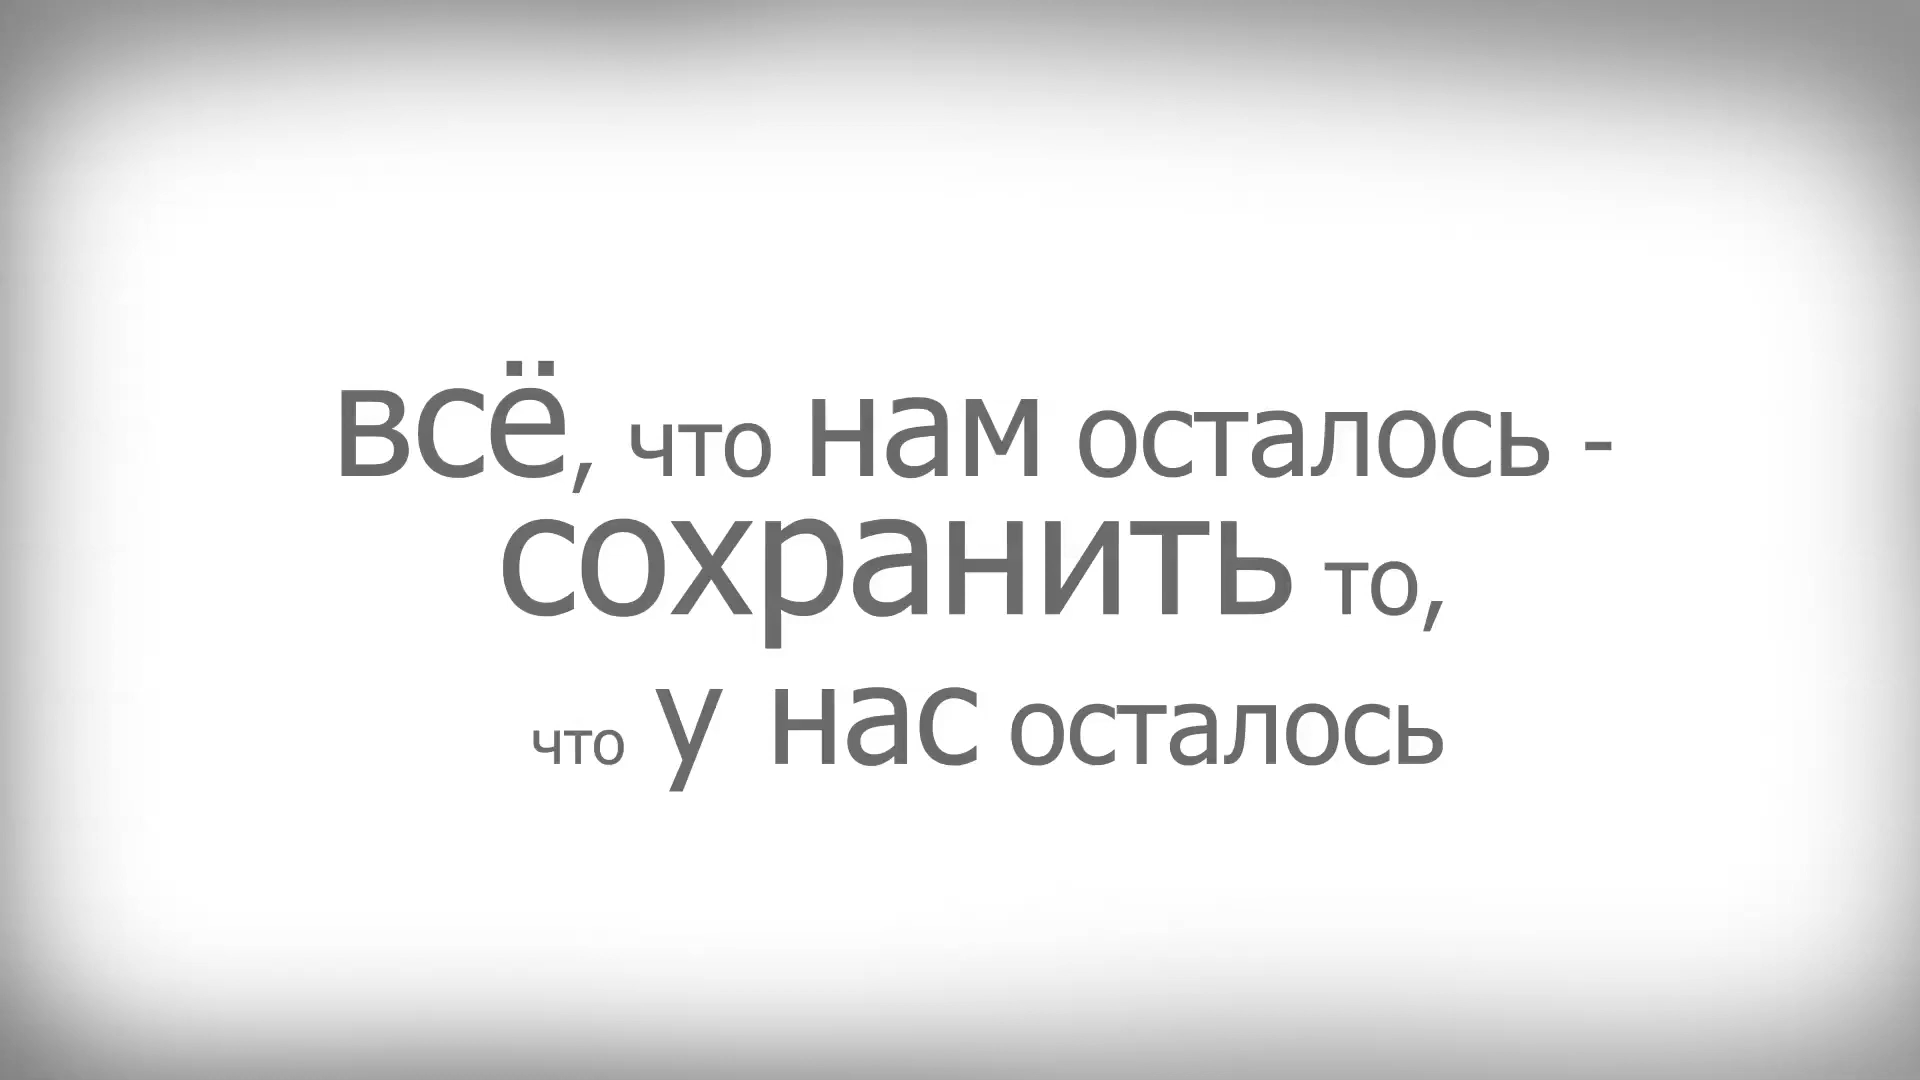 всё, что нам осталось -
сохранить то,
что у нас осталось